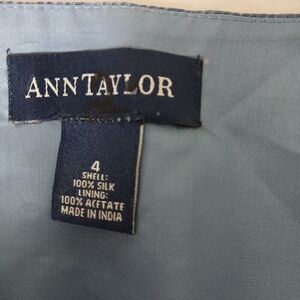 ANN TAYLOR
4
SHELL:
100% SILK
LINING:
100% ACETATE
MADE IN INDIA